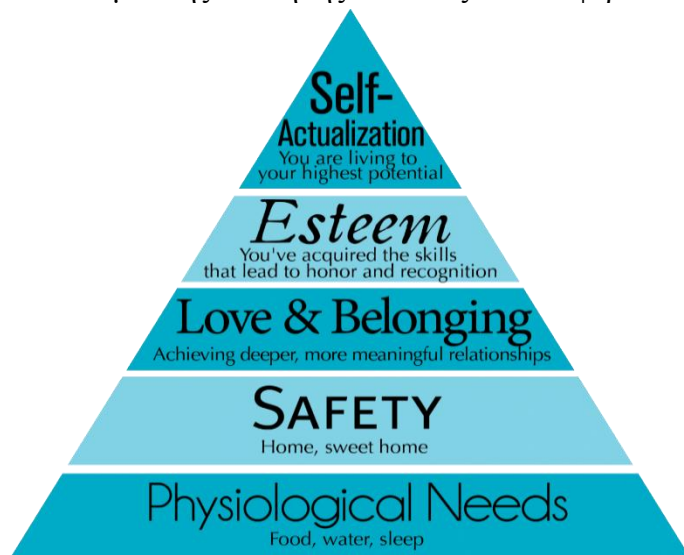 Self-
Actualization
You are living to
your highest potential
Esteem
You've acquired the skills
that lead to honor and recognition
Love & Belonging
Achieving deeper, more meaningful relationships
SAFETY
Home, sweet home
Physiological Needs
Food, water, sleep